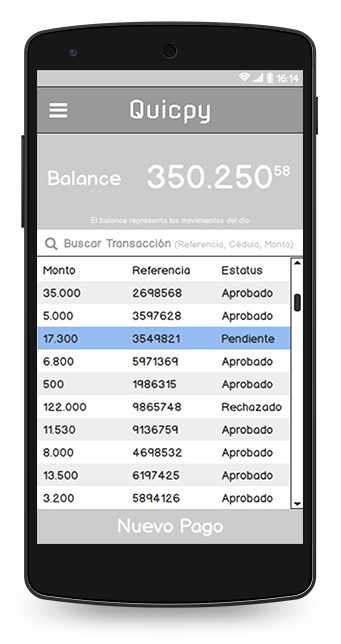 16:14
Quicpy
Balance 350.25058
El balance representa los movimientos del día
Buscar Transacción (Referencia, Cédula, Monto)
Monto Referencia Estatus
35.000 2698568 Aprobado
5.000 3597628 Aprobado
17.300 3549821 Pendiente
6.800 5971369 Aprobado
500 1986315 Aprobado
122.000 9865748 Rechazado
11.530 9136759 Aprobado
8.000 4698532 Aprobado
13.500 6197425 Aprobado
3.200 5894126 Aprobado
Nuevo Pago